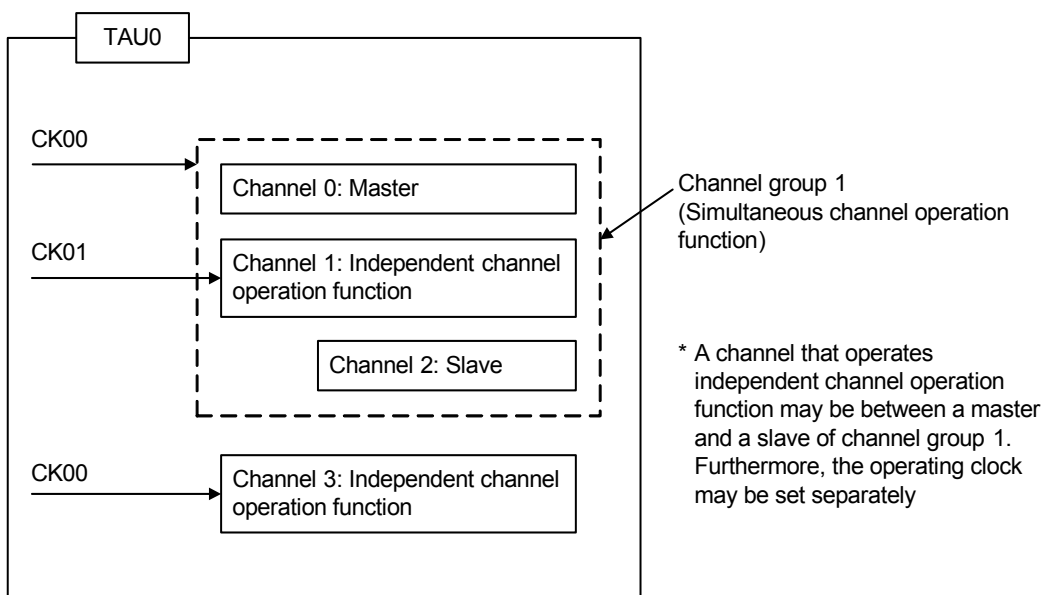 TAU0
CK00
Channel 0: Master
Channel group 1
(Simultaneous channel operation
function)
CK01
Channel 1: Independent channel
operation function
Channel 2: Slave
* A channel that operates
independent channel operation
function may be between a master
and a slave of channel group 1.
Furthermore, the operating clock
may be set separately
CK00
Channel 3: Independent channel
operation function